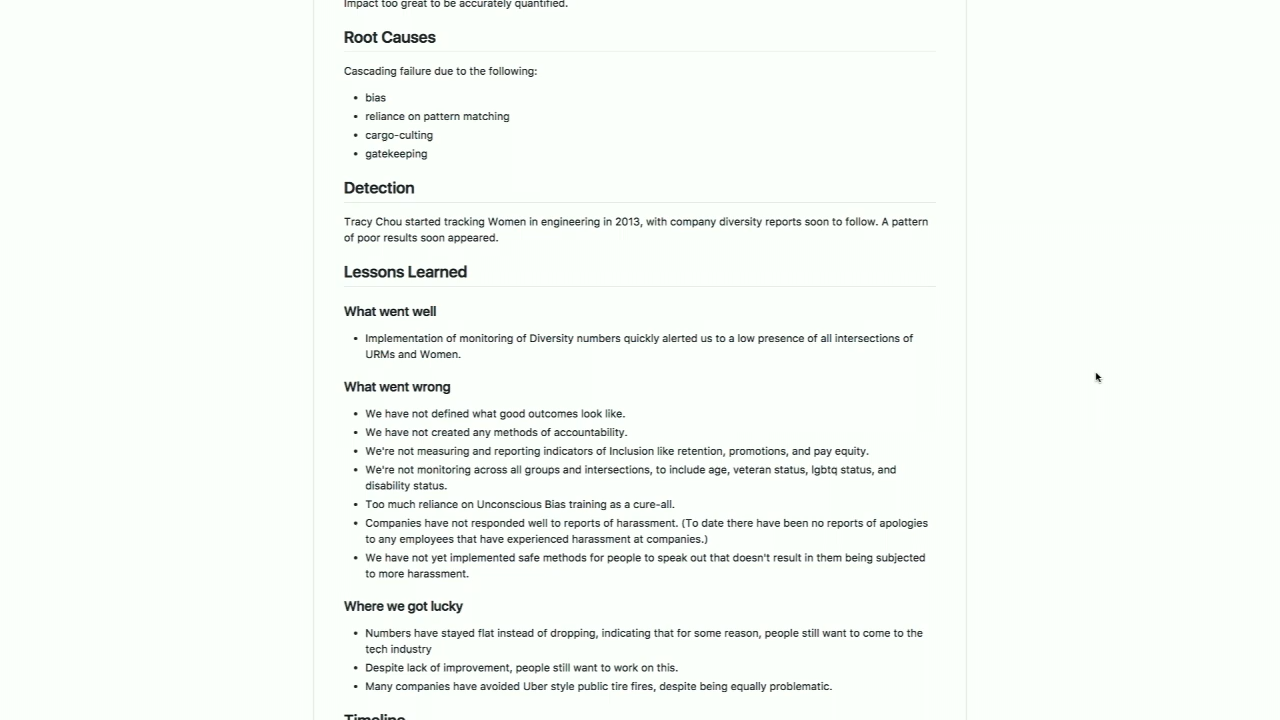 Impact too great to be accurately quantified.
Root Causes
Cascading failure due to the following:
• bias
• reliance on pattern matching
• cargo-culting
• gatekeeping
Detection
Tracy Chou started tracking Women in engineering in 2013, with company diversity reports soon to follow. A pattern
of poor results soon appeared.
Lessons Learned
What went well
• Implementation of monitoring of Diversity numbers quickly alerted us to a low presence of all intersections of
URMs and Women.
What went wrong
• We have not defined what good outcomes look like.
• We have not created any methods of accountability.
• We're not measuring and reporting indicators of Inclusion like retention, promotions, and pay equity.
• We're not monitoring across all groups and intersections, to include age, veteran status, lgbtq status, and
disability status.
• Too much reliance on Unconscious Bias training as a cure-all.
• Companies have not responded well to reports of harassment. (To date there have been no reports of apologies
to any employees that have experienced harassment at companies.)
• We have not yet implemented safe methods for people to speak out that doesn't result in them being subjected
to more harassment.
Where we got lucky
• Numbers have stayed flat instead of dropping, indicating that for some reason, people still want to come to the
tech industry
• Despite lack of improvement, people still want to work on this.
• Many companies have avoided Uber style public tire fires, despite being equally problematic.
Timeline